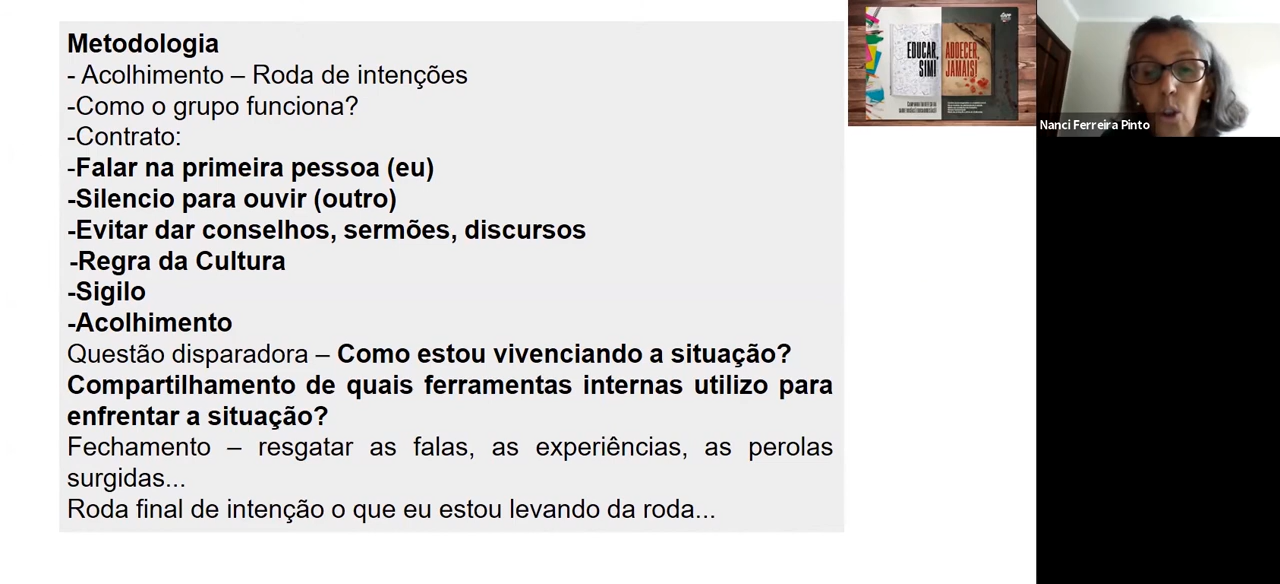 Metodologia
- Acolhimento – Roda de intenções
-Como o grupo funciona?
-Contrato:
-Falar na primeira pessoa (eu)
-Silencio para ouvir (outro)
-Evitar dar conselhos, sermões, discursos
-Regra da Cultura
-Sigilo
-Acolhimento
Questão disparadora – Como estou vivenciando a situação?
Compartilhamento de quais ferramentas internas utilizo para
enfrentar a situação?
Fechamento – resgatar as falas, as experiências, as perolas
surgidas...
Roda final de intenção o que eu estou levando da roda...
EDUCAR,
SIM!
ADOECER,
JAMAIS!
Nanci Ferreira Pinto